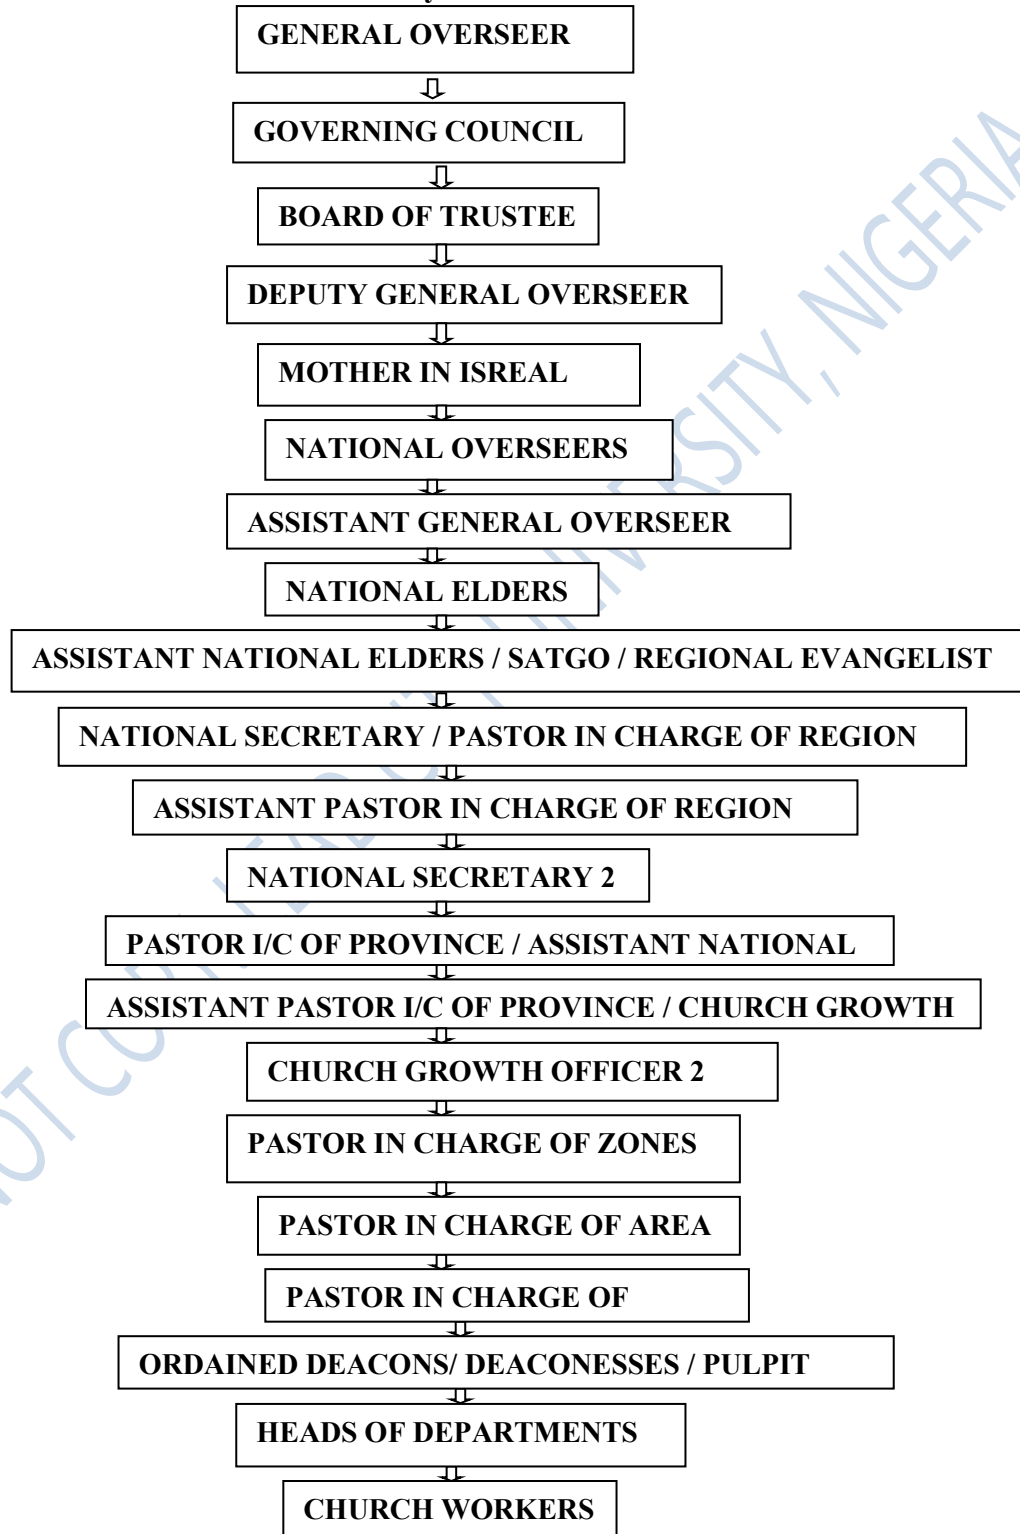 GENERAL OVERSEER
GOVERNING COUNCIL
BOARD OF TRUSTEE
DEPUTY GENERAL OVERSEER
MOTHER IN ISREAL
NATIONAL OVERSEERS
ASSISTANT GENERAL OVERSEER
NATIONAL ELDERS
ASSISTANT NATIONAL ELDERS / SATGO / REGIONAL EVANGELIST
NATIONAL SECRETARY / PASTOR IN CHARGE OF REGION
ASSISTANT PASTOR IN CHARGE OF REGION
NATIONAL SECRETARY 2
PASTOR I/C OF PROVINCE / ASSISTANT NATIONAL
ASSISTANT PASTOR I/C OF PROVINCE / CHURCH GROWTH
CHURCH GROWTH OFFICER 2
PASTOR IN CHARGE OF ZONES
PASTOR IN CHARGE OF AREA
PASTOR IN CHARGE OF
ORDAINED DEACONS/ DEACONESSES / PULPIT
HEADS OF DEPARTMENTS
CHURCH WORKERS
NIGERIA